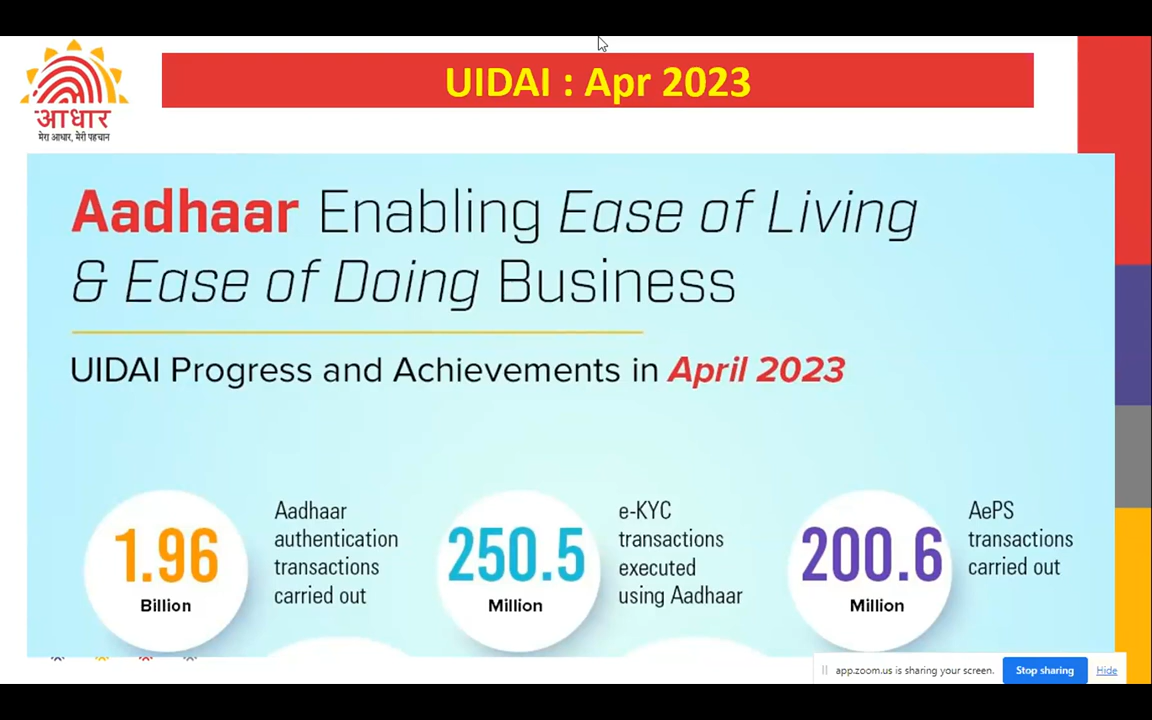 UIDAI : Apr 2023
आधार
मेरा आधार, मेरी पहचान
Aadhaar Enabling Ease of Living
& Ease of Doing Business
UIDAI Progress and Achievements in April 2023
1.96
Billion
Aadhaar
authentication
transactions
carried out
250.5
Million
e-KYC
transactions
executed
using Aadhaar
200.6
Million
AePS
transactions
carried out
app.zoom.us is sharing your screen.
Stop sharing
Hide